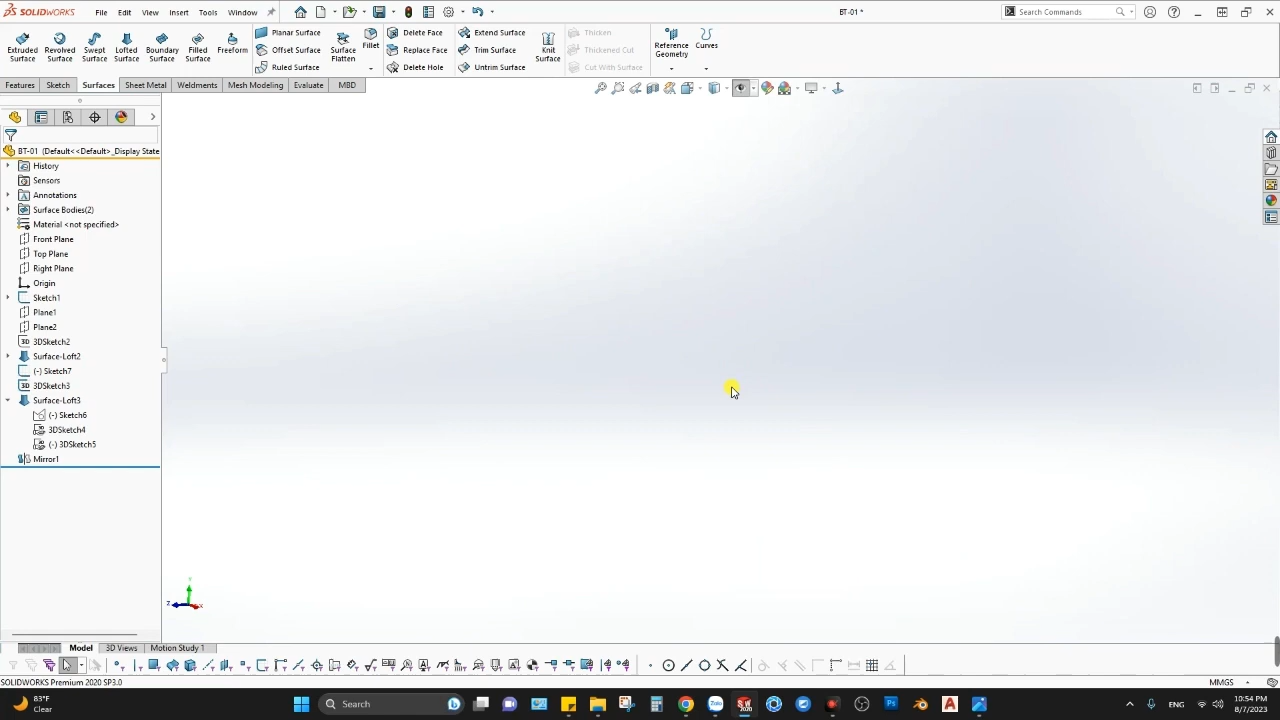 SOLIDWORKS File Edit View Insert Tools Window BT-01 * Search Commands
Extruded Surface Revolved Surface Swept Surface Lofted Surface Boundary Surface Filled Surface Freeform Planar Surface Offset Surface Ruled Surface Surface Flatten Fillet Delete Face Replace Face Delete Hole Extend Surface Trim Surface Untrim Surface Knit Surface Thicken Thickened Cut Cut With Surface Reference Geometry Curves
Features Sketch Surfaces Sheet Metal Weldments Mesh Modeling Evaluate MBD
BT-01 (Default<<Default>_Display State
History
Sensors
Annotations
Surface Bodies(2)
Material <not specified>
Front Plane
Top Plane
Right Plane
Origin
Sketch1
Plane1
Plane2
3DSketch2
Surface-Loft2
(-) Sketch7
3DSketch3
Surface-Loft3
(-) Sketch6
3DSketch4
(-) 3DSketch5
Mirror1
Y
Z X
Model 3D Views Motion Study 1
SOLIDWORKS Premium 2020 SP3.0 MMGS
83°F
Clear
Search
Zalo
ENG
10:54 PM
8/7/2023